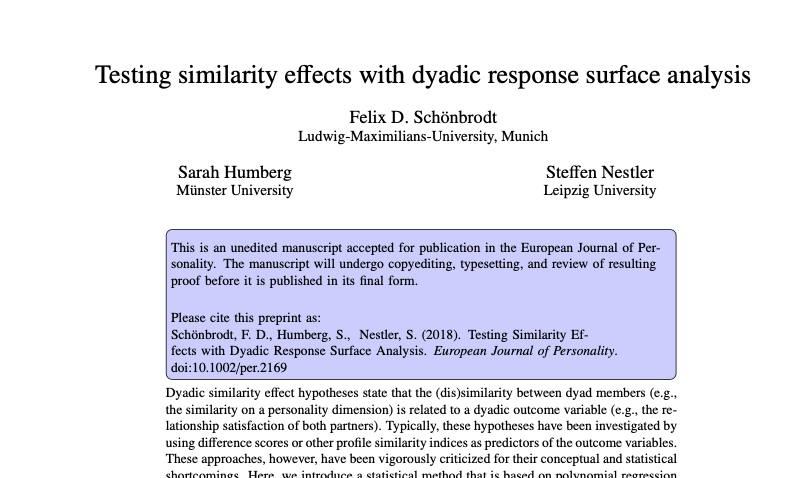 Testing similarity effects with dyadic response surface analysis
Felix D. Schönbrodt
Ludwig-Maximilians-University, Munich
Sarah Humberg
Münster University
Steffen Nestler
Leipzig University
This is an unedited manuscript accepted for publication in the European Journal of Per-
sonality. The manuscript will undergo copyediting, typesetting, and review of resulting
proof before it is published in its final form.
Please cite this preprint as:
Schönbrodt, F. D., Humberg, S., Nestler, S. (2018). Testing Similarity Ef-
fects with Dyadic Response Surface Analysis. European Journal of Personality.
doi:10.1002/per.2169
Dyadic similarity effect hypotheses state that the (dis)similarity between dyad members (e.g.,
the similarity on a personality dimension) is related to a dyadic outcome variable (e.g., the re-
lationship satisfaction of both partners). Typically, these hypotheses have been investigated by
using difference scores or other profile similarity indices as predictors of the outcome variables.
These approaches, however, have been vigorously criticized for their conceptual and statistical
shortcomings. Here, we introduce a statistical method that is based on polynomial regression